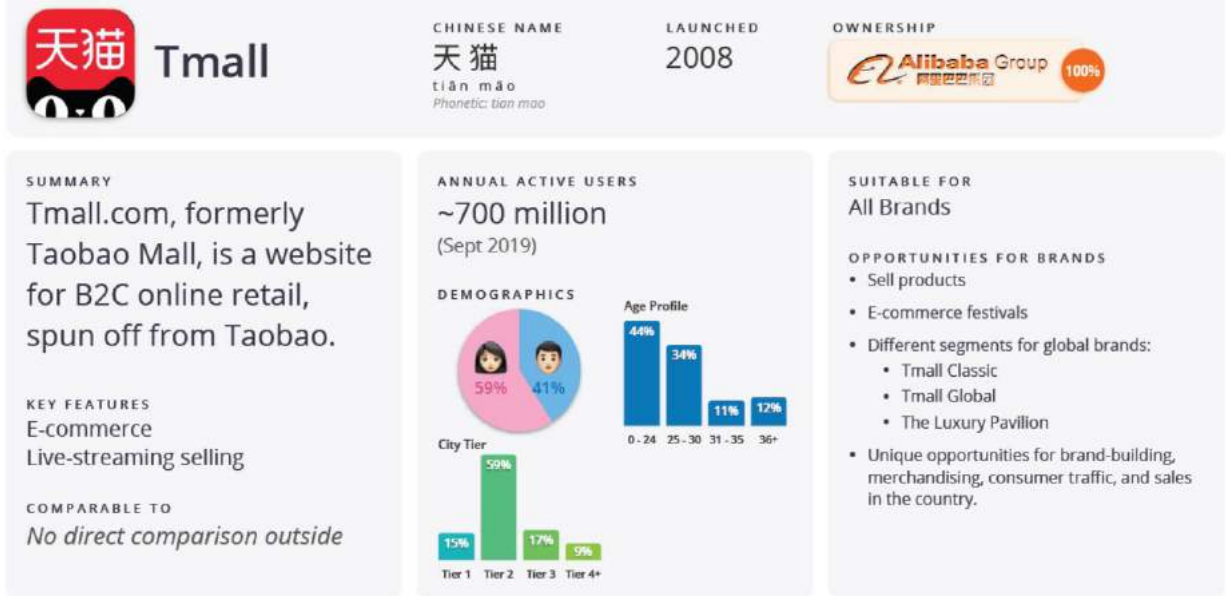 天猫
Tmall
CHINESE NAME
天猫
tiān māo
Phonetic: tian mao
LAUNCHED
2008
OWNERSHIP
Alibaba Group
阿里巴巴集团
100%
SUMMARY
Tmall.com, formerly
Taobao Mall, is a website
for B2C online retail,
spun off from Taobao.
KEY FEATURES
E-commerce
Live-streaming selling
COMPARABLE TO
No direct comparison outside
ANNUAL ACTIVE USERS
~700 million
(Sept 2019)
DEMOGRAPHICS
59%
41%
Age Profile
44%
34%
11%
12%
0 - 24 25 - 30 31 - 35 36+
City Tier
59%
15%
17%
9%
Tier 1 Tier 2 Tier 3 Tier 4+
SUITABLE FOR
All Brands
OPPORTUNITIES FOR BRANDS
• Sell products
• E-commerce festivals
• Different segments for global brands:
• Tmall Classic
• Tmall Global
• The Luxury Pavilion
• Unique opportunities for brand-building,
merchandising, consumer traffic, and sales
in the country.